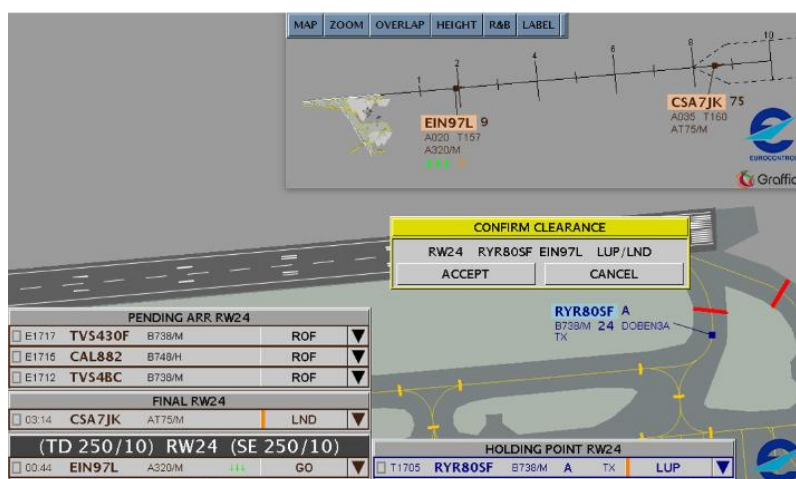 MAP ZOOM OVERLAP HEIGHT R&B LABEL
1 2 4 6 8 10
EIN97L 9
A020 T157
A320/M
CSA7JK 75
A035 T160
AT75/M
EUROCONTROL
Graffic
CONFIRM CLEARANCE
RW24 RYR80SF EIN97L LUP/LND
ACCEPT CANCEL
RYR80SF A
B738/M 24 DOBEN3A
TX
PENDING ARR RW24
E1717 TVS430F B738/M ROF
E1715 CAL882 B748/H ROF
E1712 TVS4BC B738/M ROF
FINAL RW24
03:14 CSA7JK AT75/M LND
(TD 250/10) RW24 (SE 250/10)
00:44 EIN97L A320/M GO
HOLDING POINT RW24
T1705 RYR80SF B738/M A TX LUP